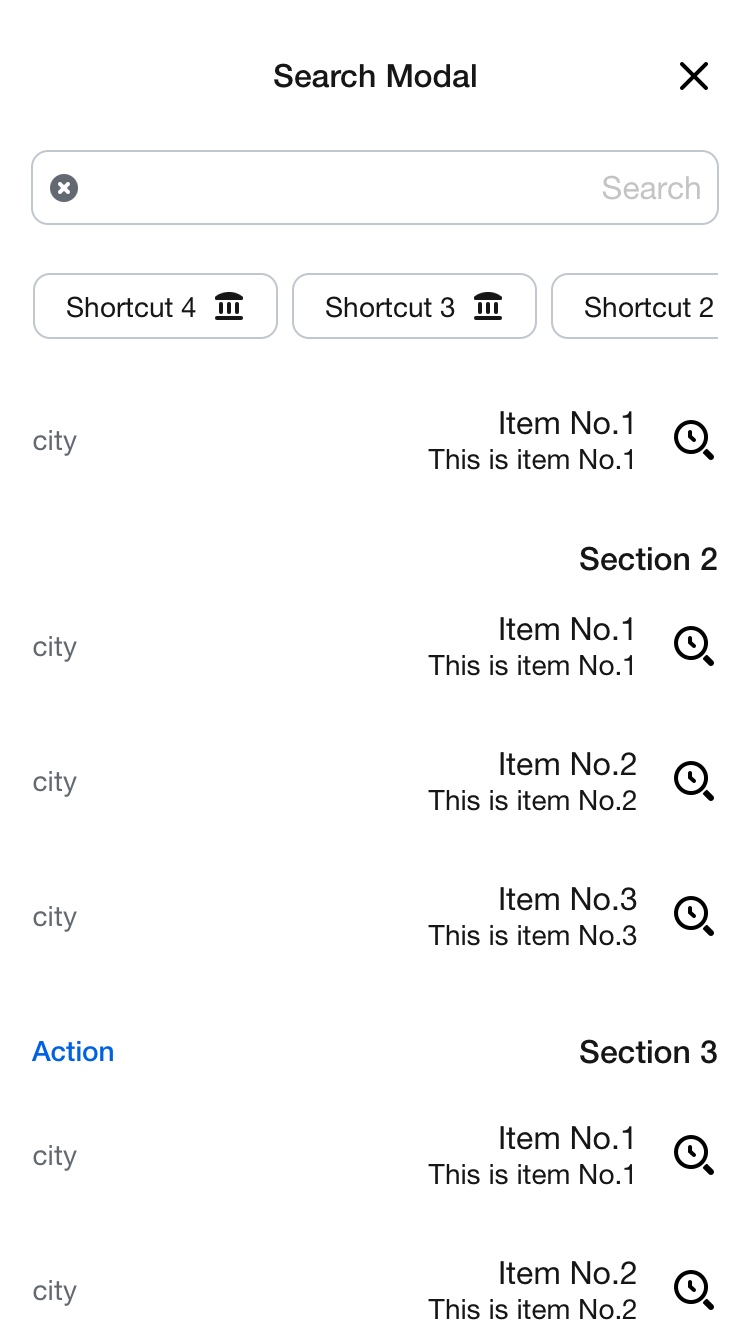 Search Modal
Search
Shortcut 4
Shortcut 3
Shortcut 2
city
Item No.1
This is item No.1
Section 2
city
Item No.1
This is item No.1
city
Item No.2
This is item No.2
city
Item No.3
This is item No.3
Action
Section 3
city
Item No.1
This is item No.1
city
Item No.2
This is item No.2